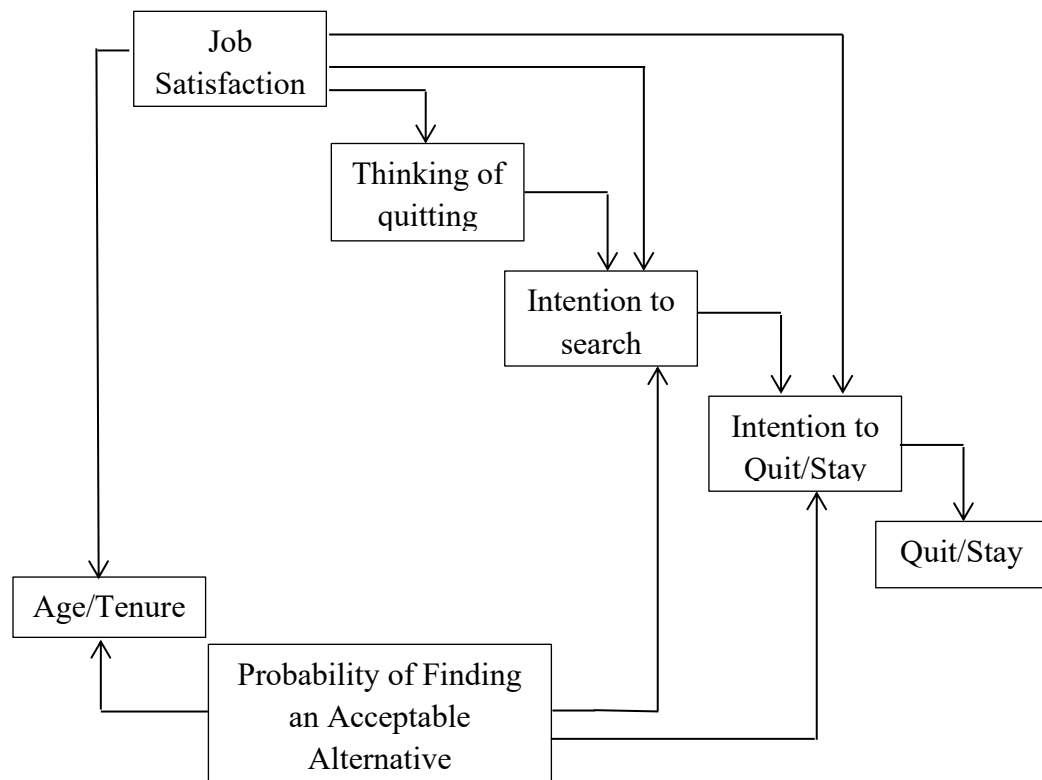 Job
Satisfaction
Thinking of
quitting
Intention to
search
Intention to
Quit/Stay
Quit/Stay
Age/Tenure
Probability of Finding
an Acceptable
Alternative